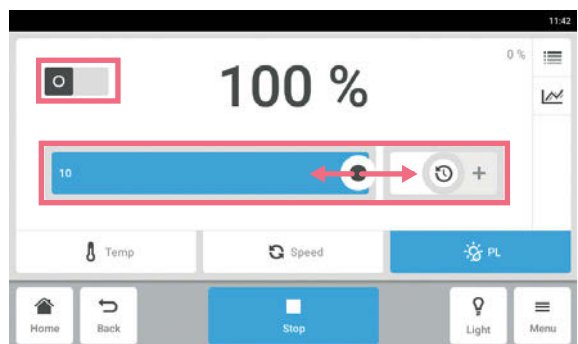 11:42
0 %
100 %
10
+
Temp
Speed
PL
Home
Back
Stop
Light
Menu